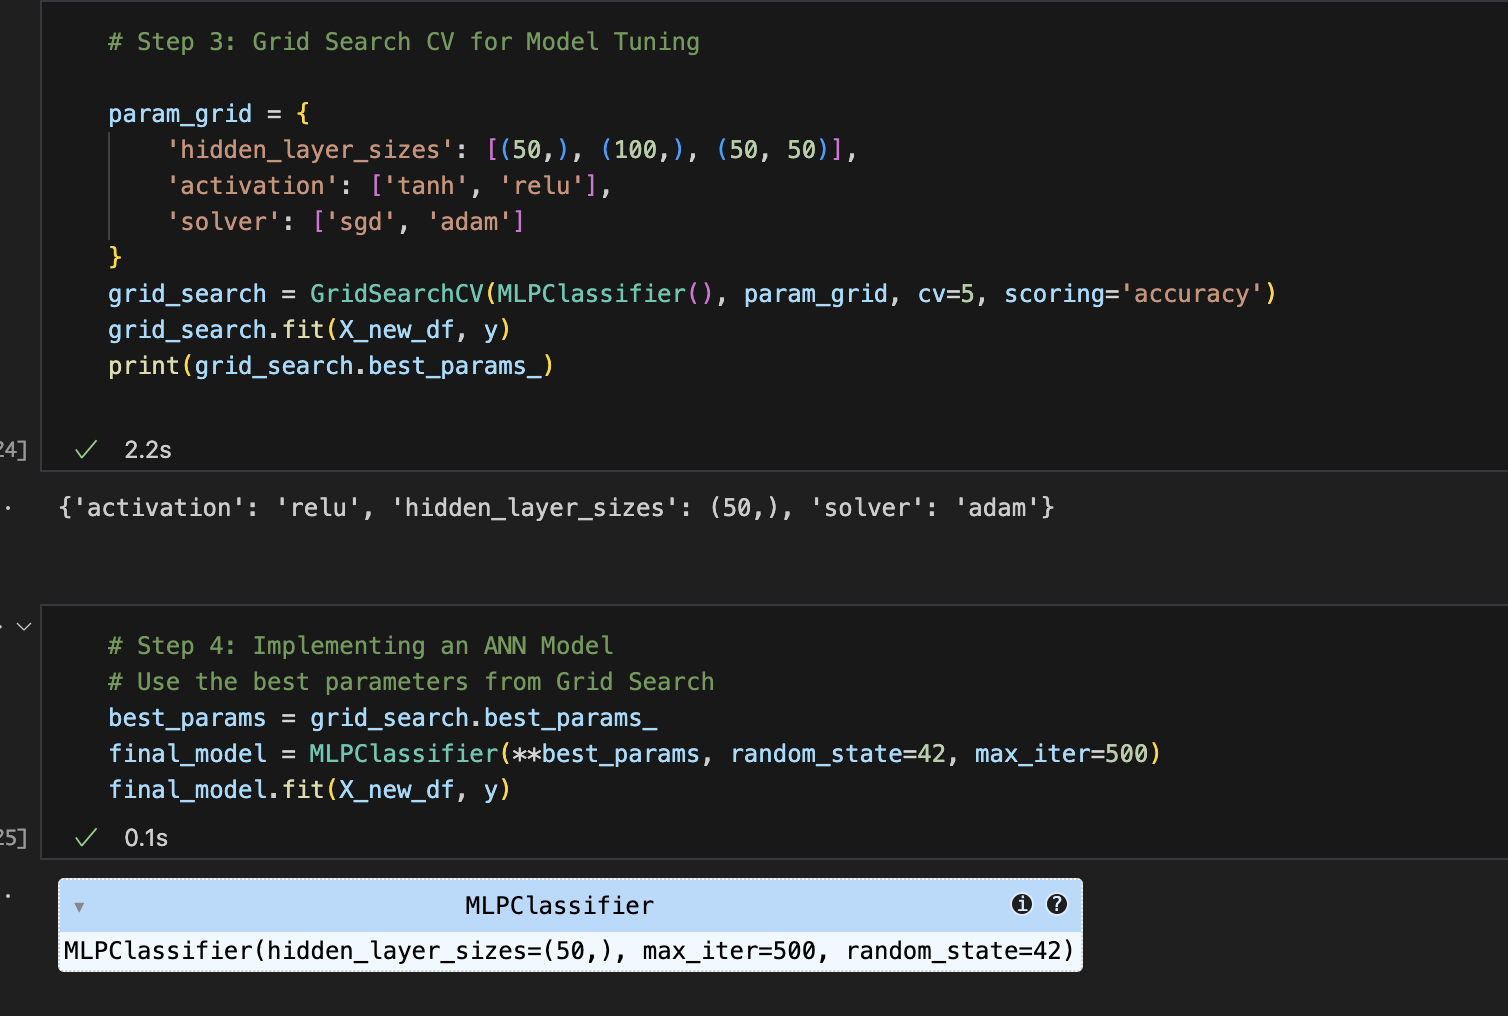 # Step 3: Grid Search CV for Model Tuning
param_grid = {
'hidden_layer_sizes': [(50,), (100,), (50, 50)],
'activation': ['tanh', 'relu'],
'solver': ['sgd', 'adam']
}
grid_search = GridSearchCV(MLPClassifier(), param_grid, cv=5, scoring='accuracy')
grid_search.fit(X_new_df, y)
print(grid_search.best_params_)
24]
2.2s
{'activation': 'relu', 'hidden_layer_sizes': (50,), 'solver': 'adam'}
# Step 4: Implementing an ANN Model
# Use the best parameters from Grid Search
best_params = grid_search.best_params_
final_model = MLPClassifier(**best_params, random_state=42, max_iter=500)
final_model.fit(X_new_df, y)
25]
0.1s
MLPClassifier
i ?
MLPClassifier(hidden_layer_sizes=(50,), max_iter=500, random_state=42)